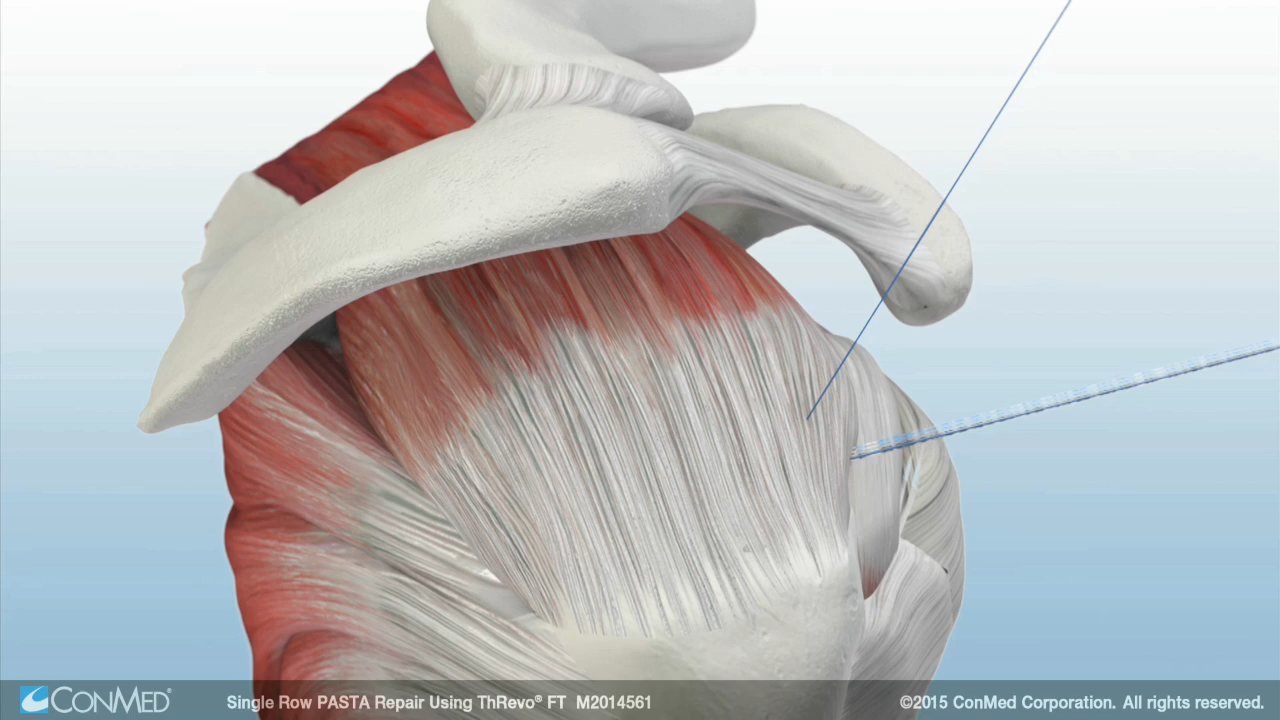 CONMED®
Single Row PASTA Repair Using ThRevo® FT M2014561
©2015 ConMed Corporation. All rights reserved.